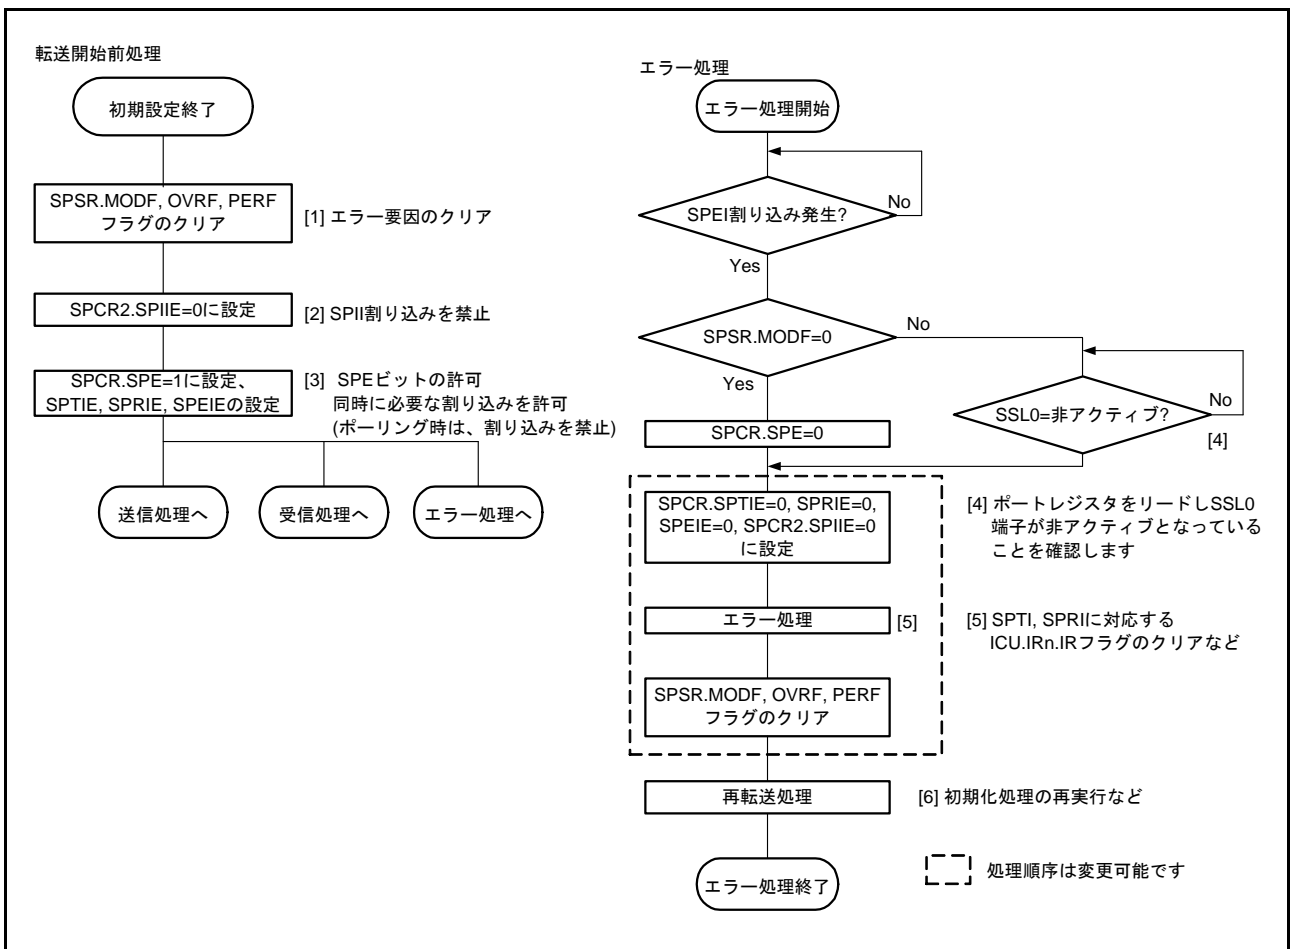 転送開始前処理
初期設定終了
SPSR.MODF, OVRF, PERF
フラグのクリア
[1] エラー要因のクリア
SPCR2.SPIIE=0に設定
[2] SPII割り込みを禁止
SPCR.SPE=1に設定、
SPTIE, SPRIE, SPEIEの設定
[3] SPEビットの許可
同時に必要な割り込みを許可
(ポーリング時は、割り込みを禁止)
送信処理へ
受信処理へ
エラー処理へ
エラー処理
エラー処理開始
SPEI割り込み発生?
No
Yes
SPSR.MODF=0
No
Yes
SSL0=非アクティブ?
No
[4]
SPCR.SPE=0
SPCR.SPTIE=0, SPRIE=0,
SPEIE=0, SPCR2.SPIIE=0
に設定
[4] ポートレジスタをリードしSSL0
端子が非アクティブとなっている
ことを確認します
エラー処理
[5]
[5] SPTI, SPRIに対応する
ICU.IRn.IRフラグのクリアなど
SPSR.MODF, OVRF, PERF
フラグのクリア
再転送処理
[6] 初期化処理の再実行など
エラー処理終了
処理順序は変更可能です